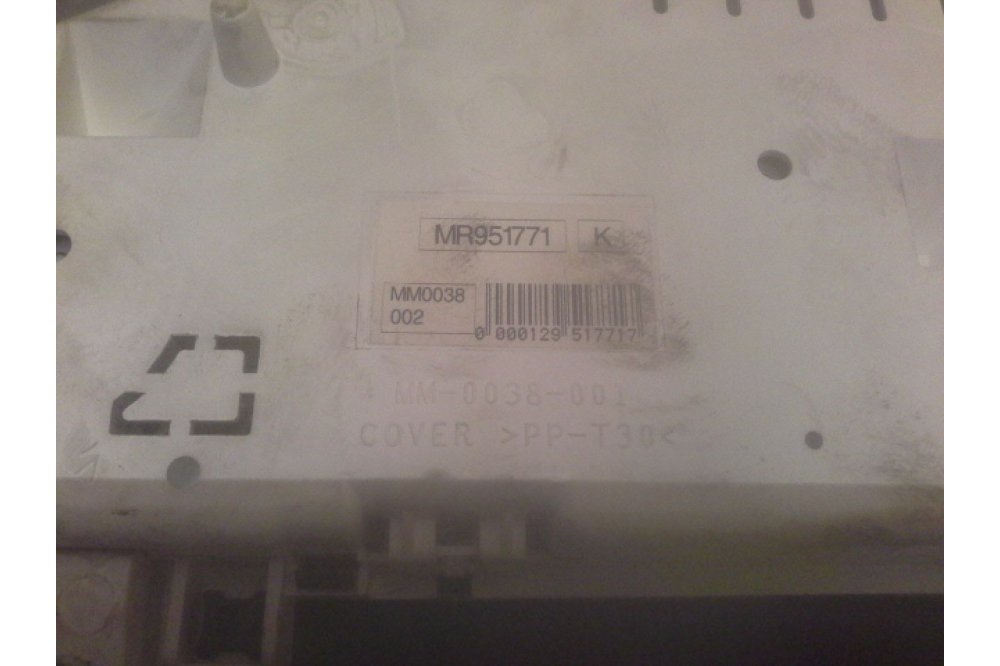 MR951771 K
MM0038
002
0 000129 517717
MM-0038-001
COVER >PP-T30<